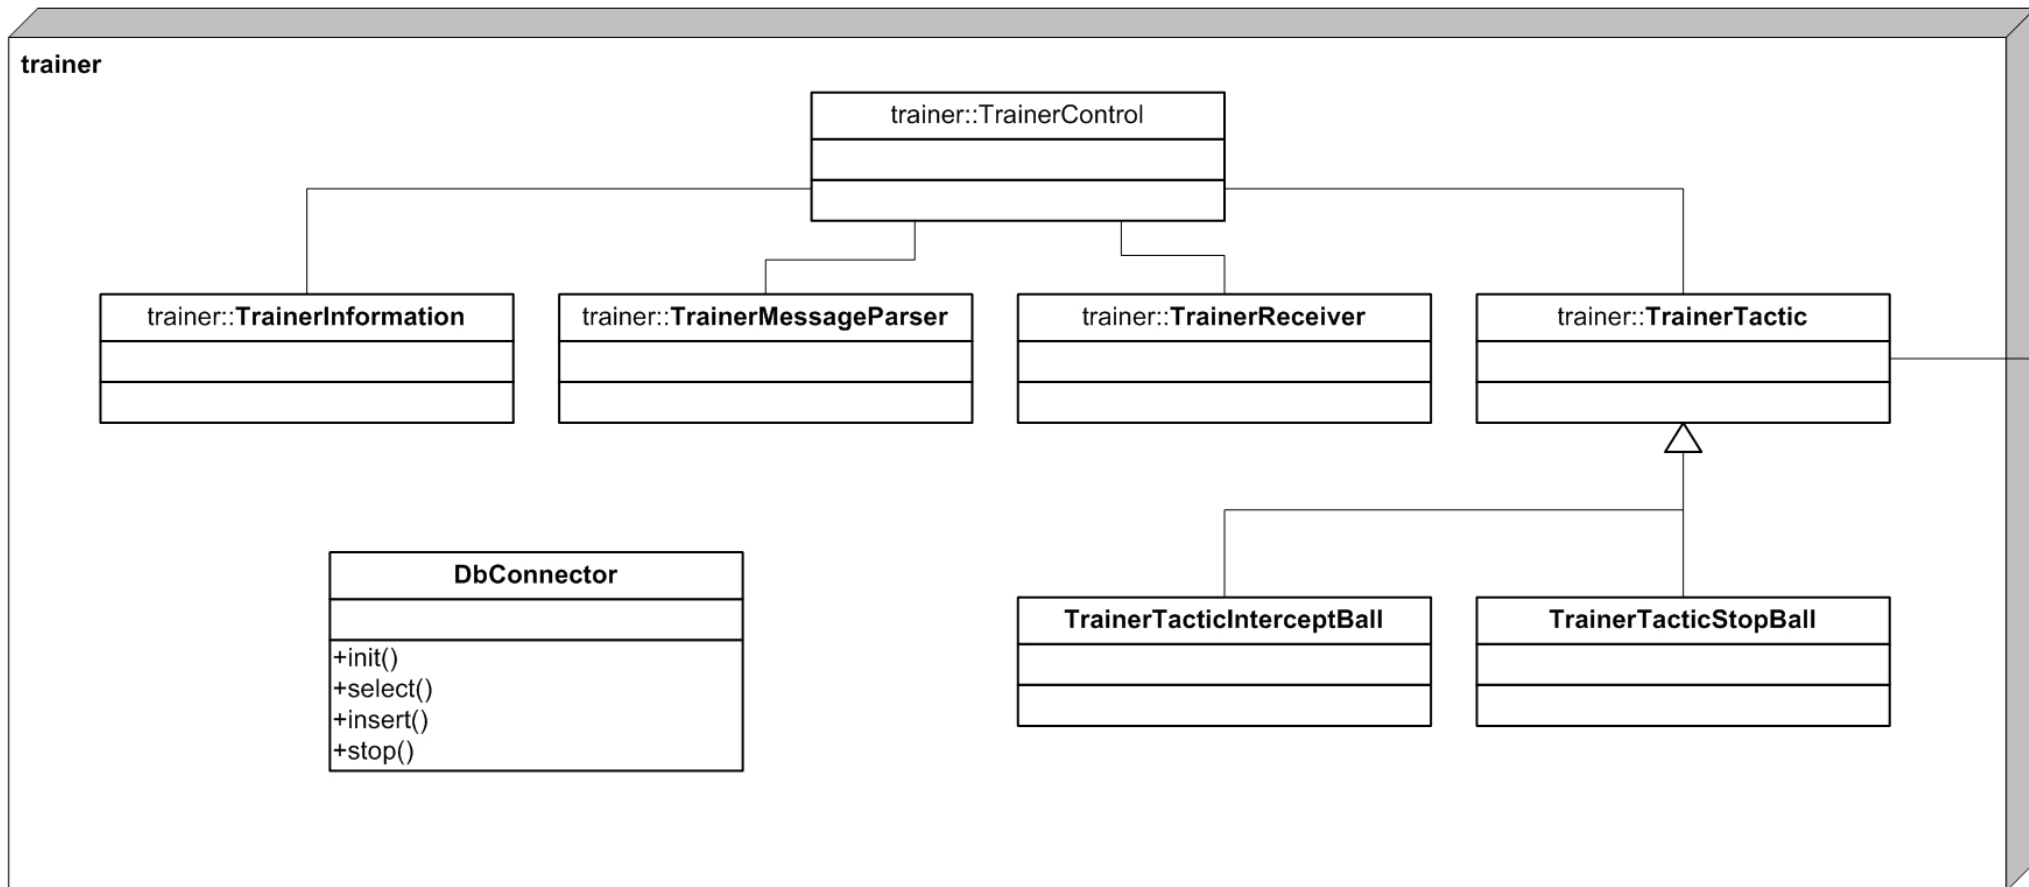 trainer
trainer::TrainerControl
trainer::TrainerInformation
trainer::TrainerMessageParser
trainer::TrainerReceiver
trainer::TrainerTactic
DbConnector
+init()
+select()
+insert()
+stop()
TrainerTacticInterceptBall
TrainerTacticStopBall